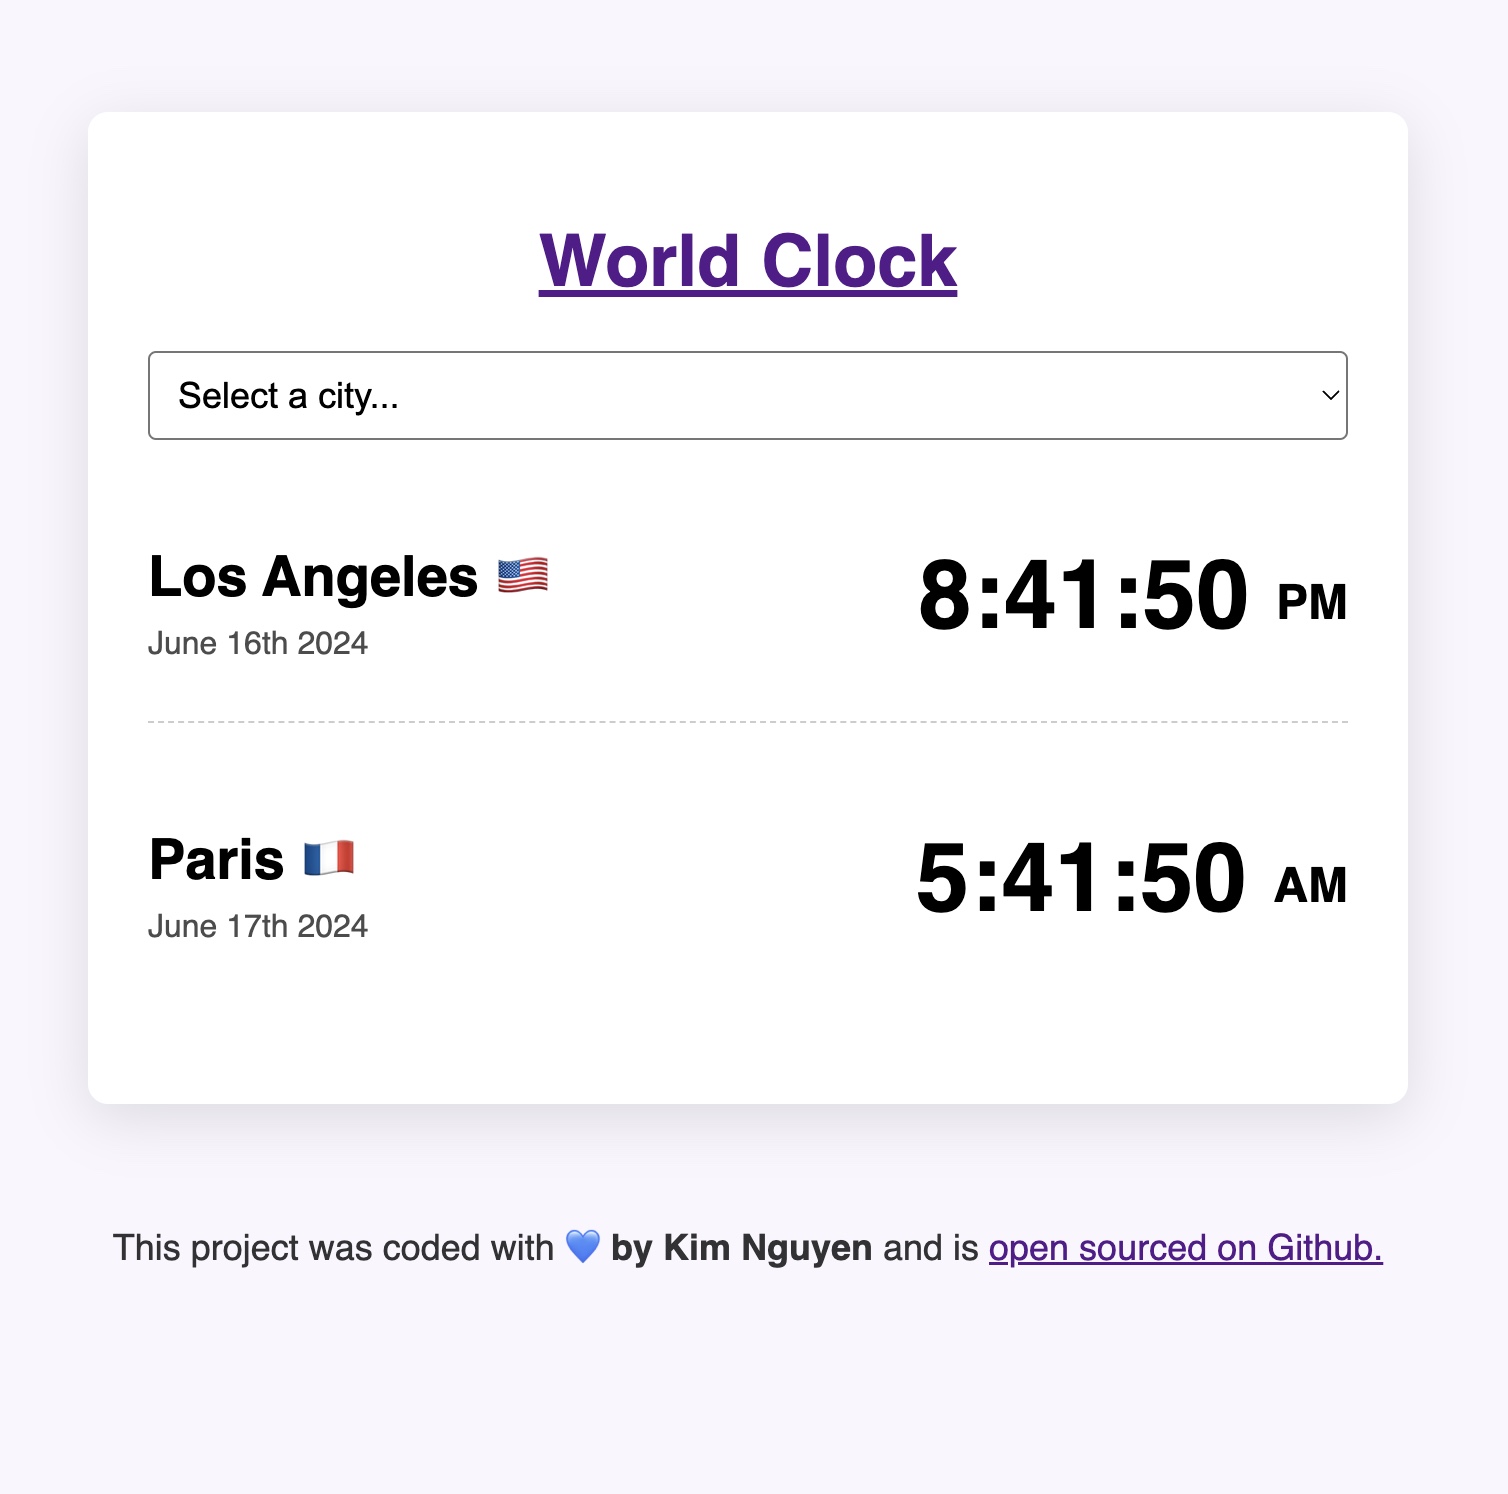 World Clock
Select a city...
Los Angeles 🇺🇸
8:41:50 PM
June 16th 2024
Paris 🇫🇷
5:41:50 AM
June 17th 2024
This project was coded with 💙 by Kim Nguyen and is open sourced on Github.